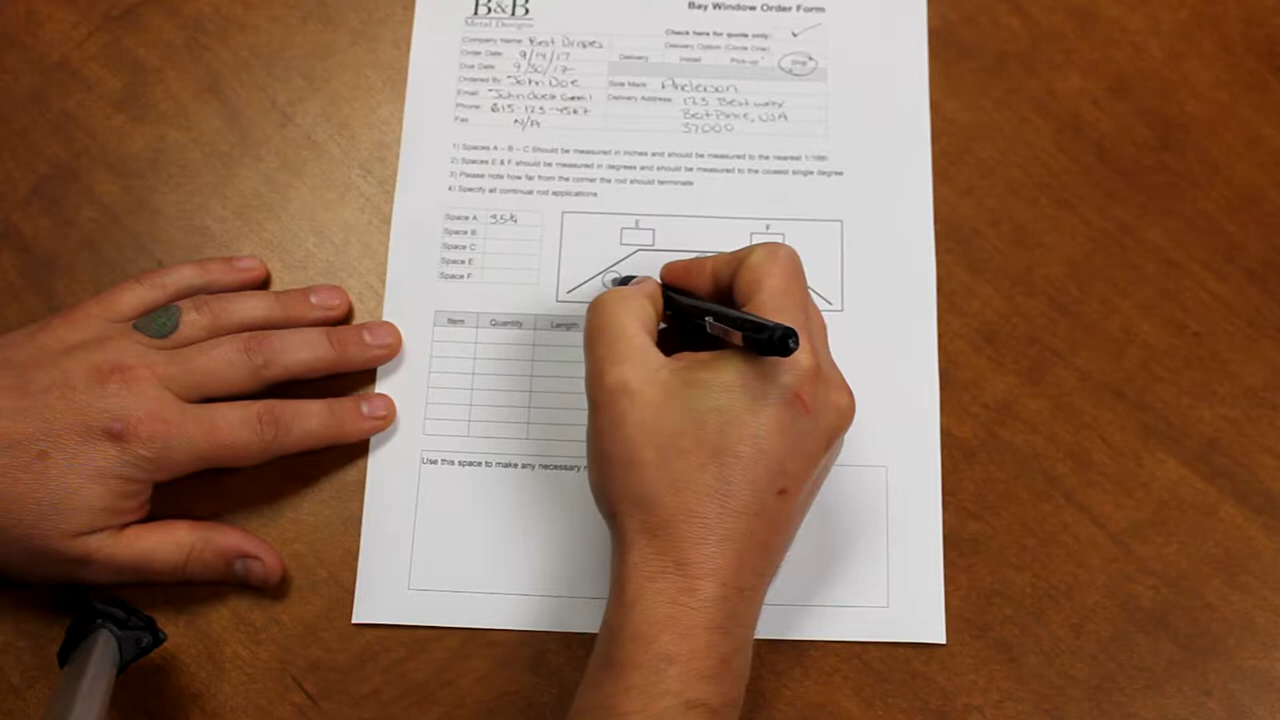 B&B
Metal Designs
Bay Window Order Form
Check here for quote only:
Delivery Option (Circle One)
Delivery Install Pick-up Ship
Company Name: Best Drapes
Order Date: 9/14/17
Due Date: 9/30/17
Ordered By: John Doe
Email:
Phone: 615-123-4567
Fax: N/A
Side Mark: Anderson
Delivery Address: 123 Best way
Best Place, USA
37000
1) Spaces A – B – C Should be measured in inches and should be measured to the nearest 1/16th
2) Spaces E & F should be measured in degrees and should be measured to the closest single degree
3) Please note how far from the corner the rod should terminate
4) Specify all continual rod applications
Space A:
Space B:
Space C:
Space E:
Space F:
E
F
Item Quantity Length
Use this space to make any necessary